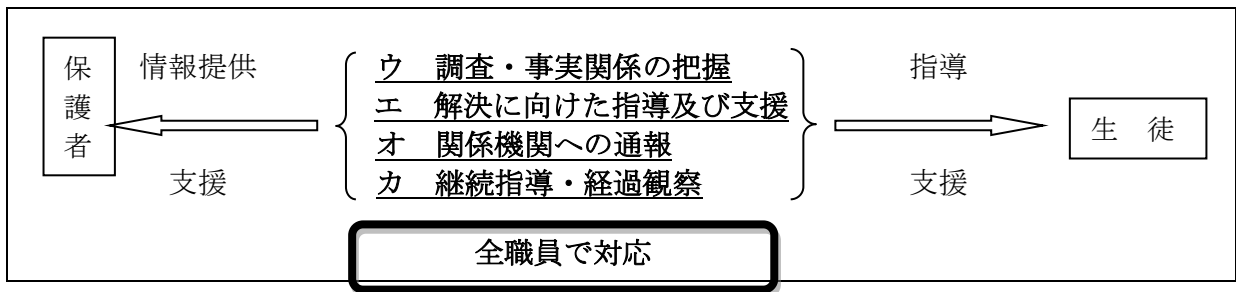 保護者
情報提供
支援
ウ 調査・事実関係の把握
エ 解決に向けた指導及び支援
オ 関係機関への通報
カ 継続指導・経過観察
指導
支援
生 徒
全職員で対応